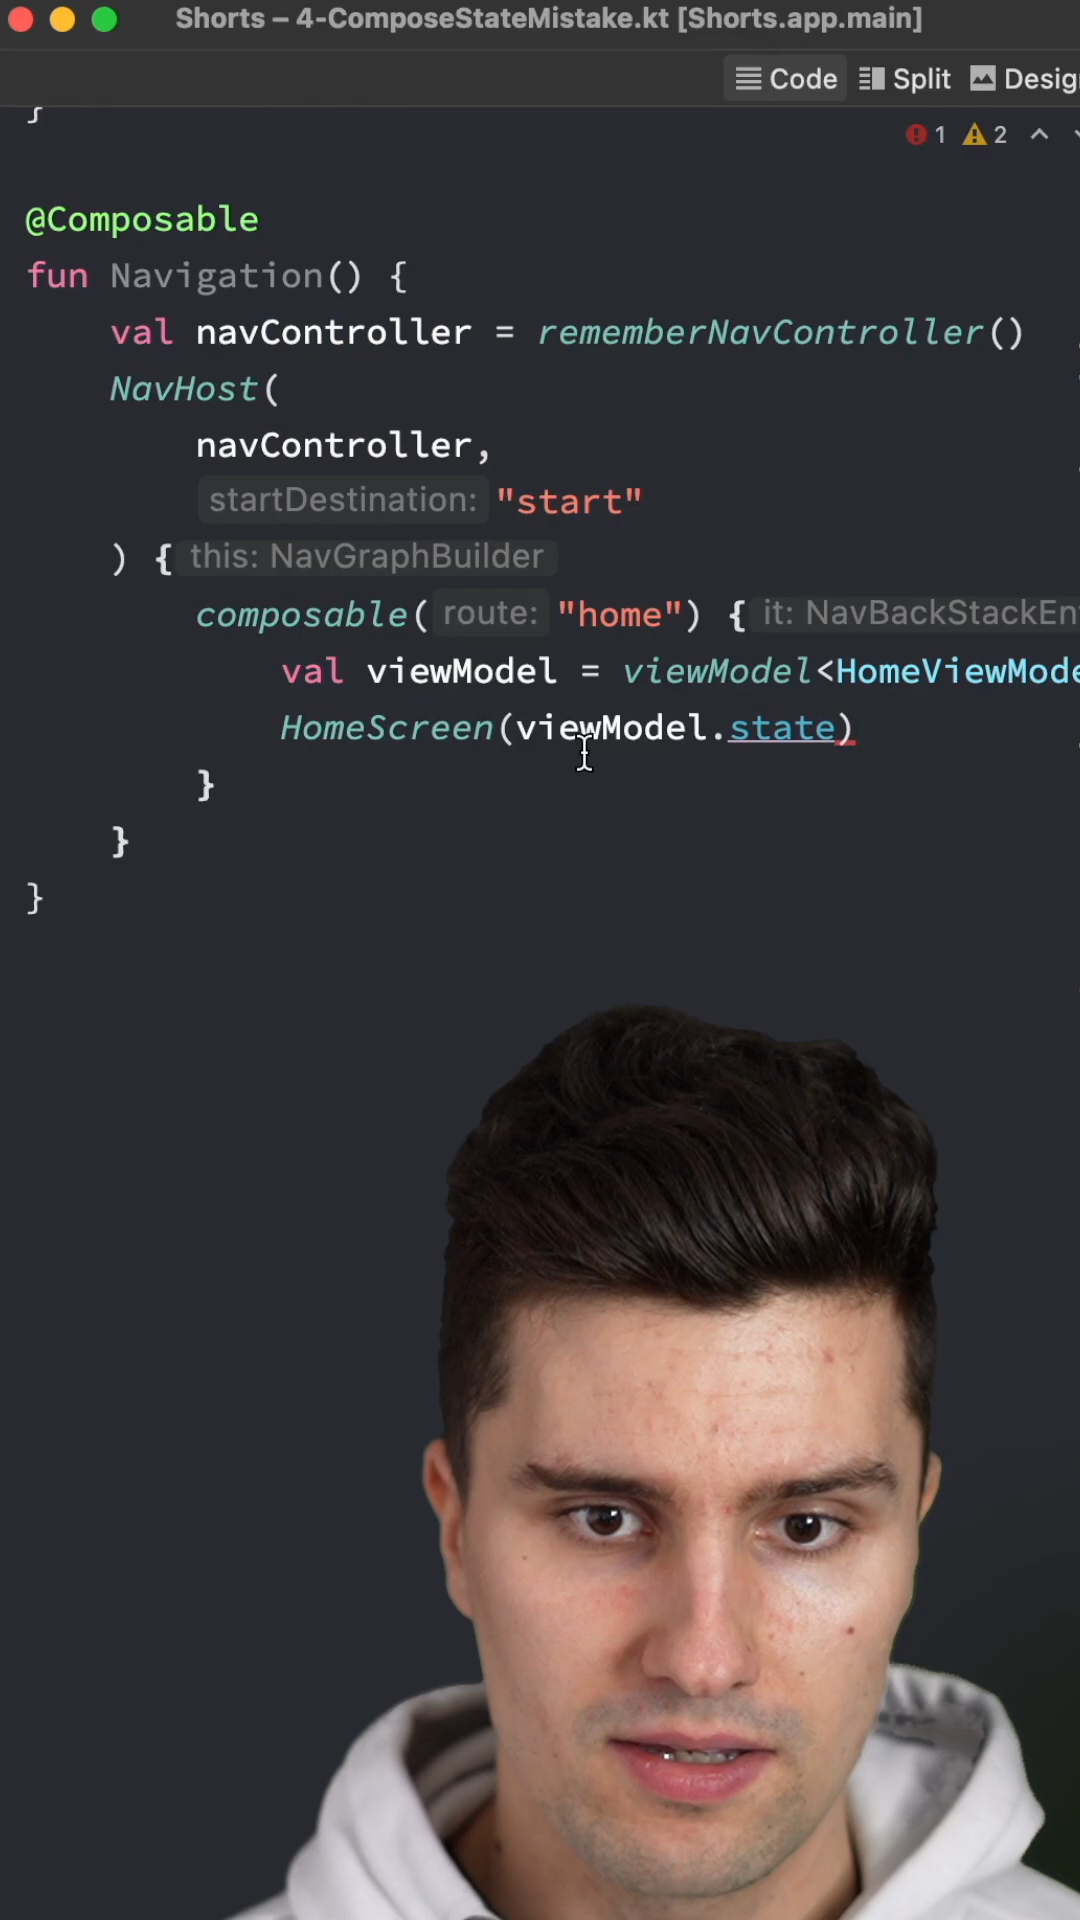 Shorts – 4-ComposeStateMistake.kt [Shorts.app.main]
Code Split Desig
}
1 2
@Composable
fun Navigation() {
val navController = rememberNavController()
NavHost(
navController,
startDestination: "start"
) { this: NavGraphBuilder
composable( route: "home") { it: NavBackStackEn
val viewModel = viewModel<HomeViewMode
HomeScreen(viewModel.state)
}
}
}